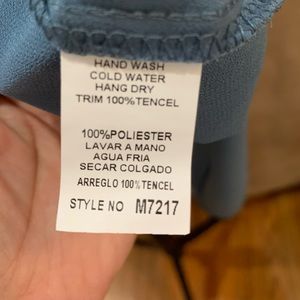 HAND WASH
COLD WATER
HANG DRY
TRIM 100%TENCEL
100%POLIESTER
LAVAR A MANO
AGUA FRIA
SECAR COLGADO
ARREGLO 100%TENCEL
STYLE NO M7217